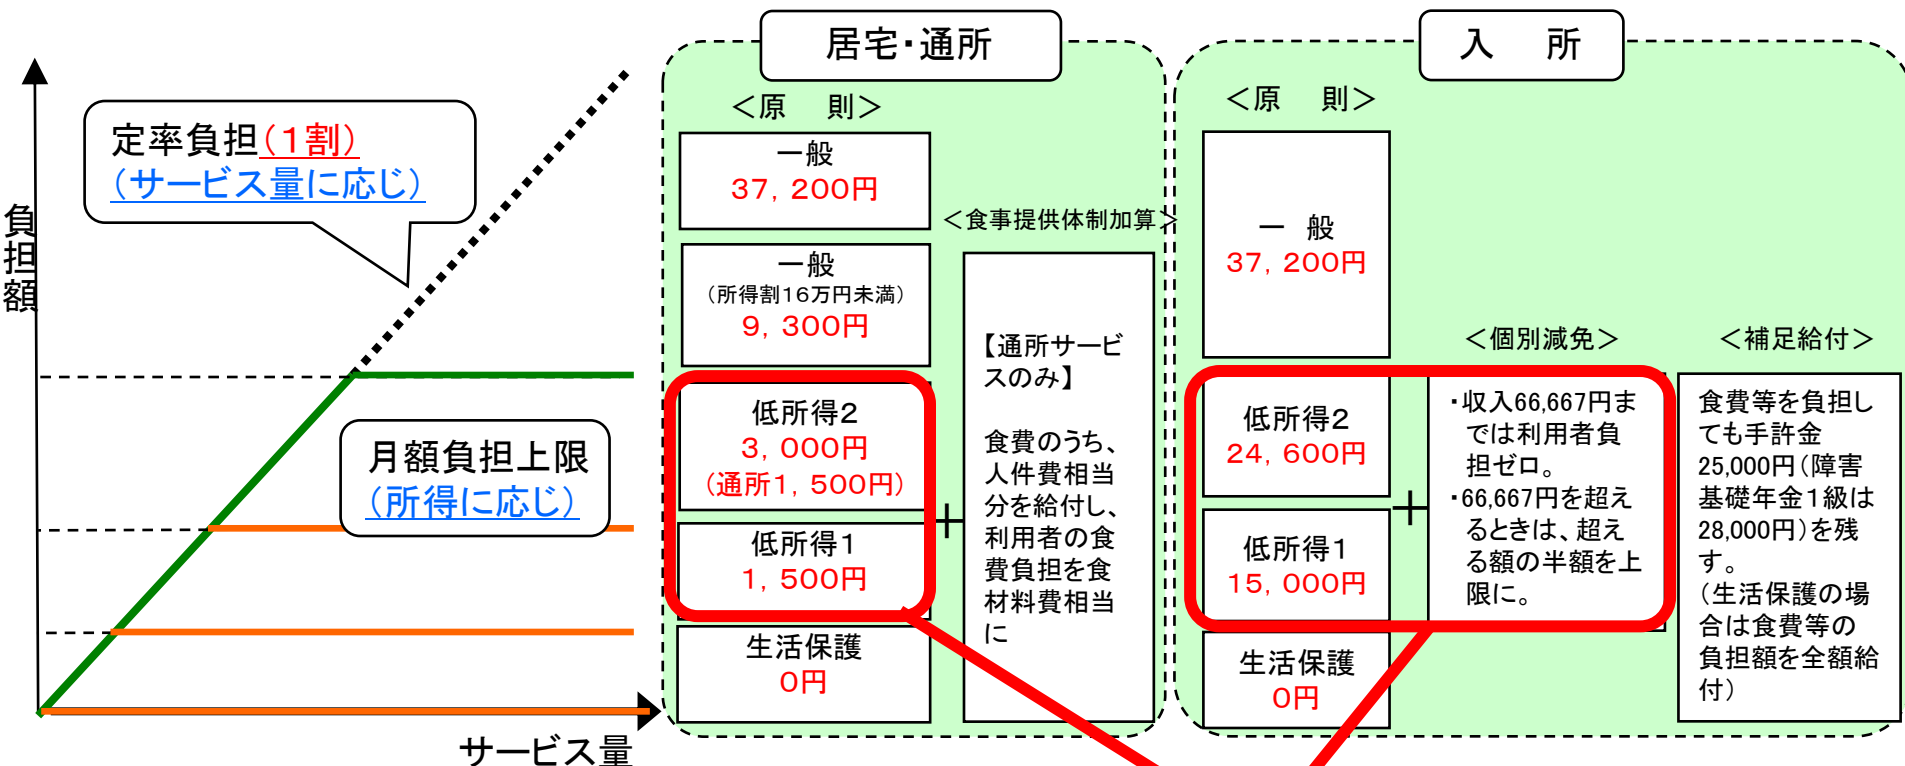 負担額
定率負担(1割)
(サービス量に応じ)
月額負担上限
(所得に応じ)
サービス量
居宅・通所
＜原　則＞
一般
37，200円
一般
（所得割16万円未満）
9，300円
低所得2
3，000円
（通所1，500円）
低所得1
1，500円
生活保護
0円
＋
＜食事提供体制加算＞
【通所サービ
スのみ】
食費のうち、
人件費相当
分を給付し、
利用者の食
費負担を食
材料費相当
に
入　所
＜原　則＞
一　般
37，200円
低所得2
24，600円
低所得1
15，000円
生活保護
0円
＋
＜個別減免＞
・収入66,667円ま
では利用者負
担ゼロ。
・66,667円を超え
るときは、超え
る額の半額を上
限に。
＜補足給付＞
食費等を負担し
ても手許金
25,000円（障害
基礎年金１級は
28,000円）を残
す。
（生活保護の場
合は食費等の
負担額を全額給
付）